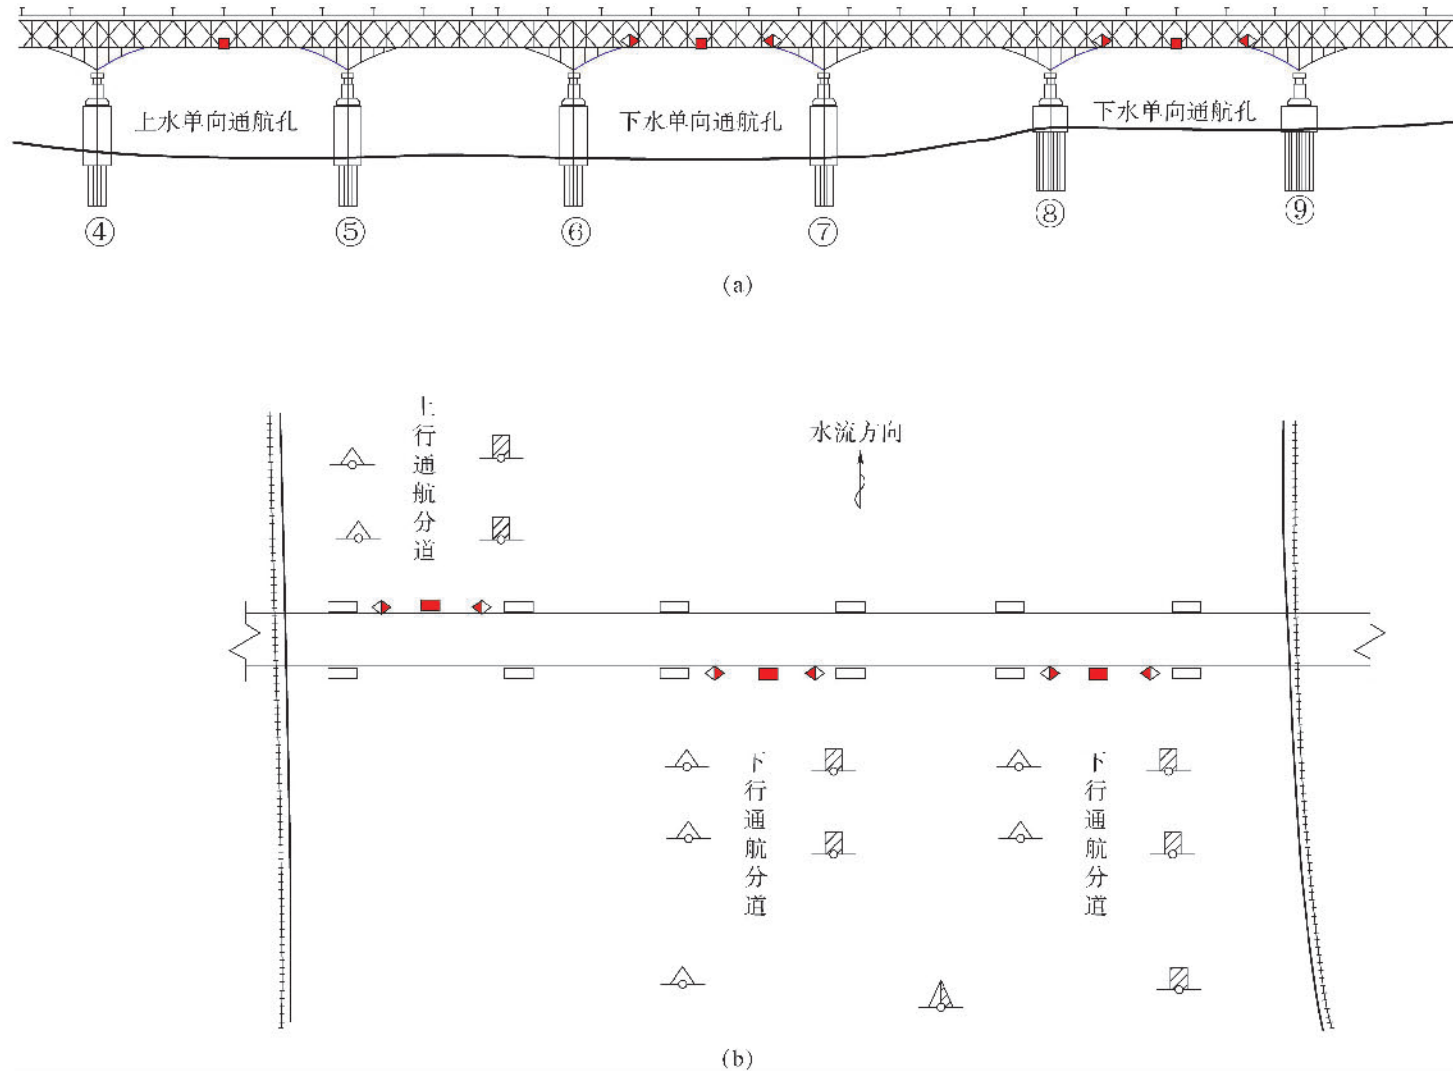 上水单向通航孔
下水单向通航孔
下水单向通航孔
④
⑤
⑥
⑦
⑧
⑨
(a)
上行通航分道
水流方向
下行通航分道
下行通航分道
(b)